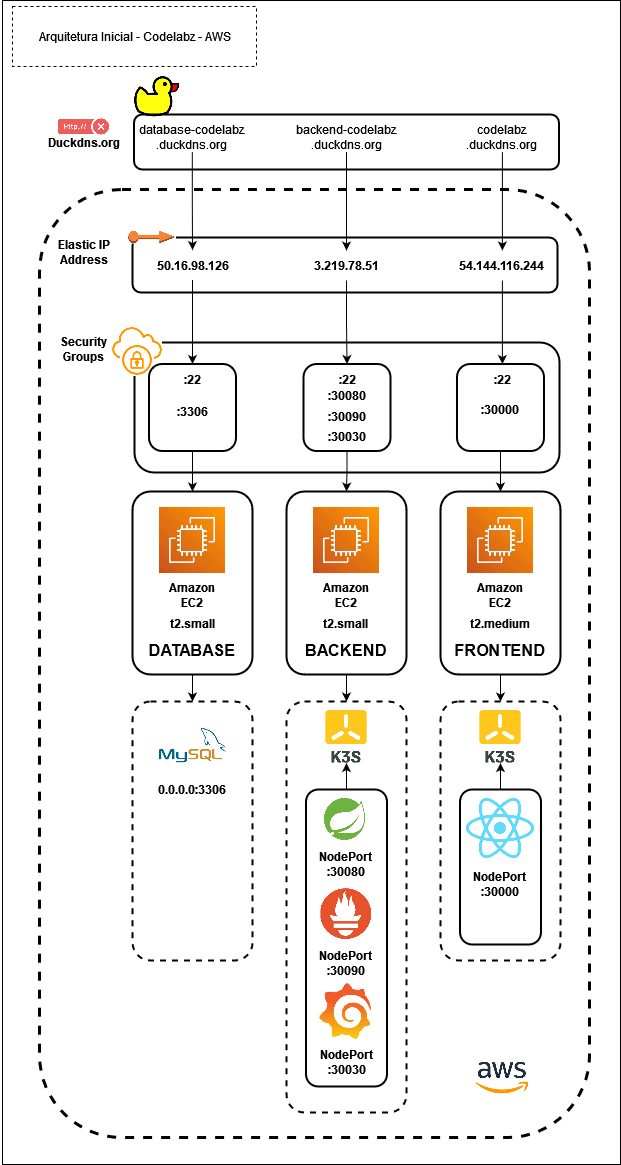 Arquitetura Inicial - Codelabz - AWS
Http://
Duckdns.org
database-codelabz
.duckdns.org
backend-codelabz
.duckdns.org
codelabz
.duckdns.org
Elastic IP
Address
50.16.98.126
3.219.78.51
54.144.116.244
Security
Groups
:22
:3306
:22
:30080
:30090
:30030
:22
:30000
Amazon
EC2
t2.small
DATABASE
Amazon
EC2
t2.small
BACKEND
Amazon
EC2
t2.medium
FRONTEND
MySQL
0.0.0.0:3306
K3S
NodePort
:30080
NodePort
:30090
NodePort
:30030
K3S
NodePort
:30000
aws